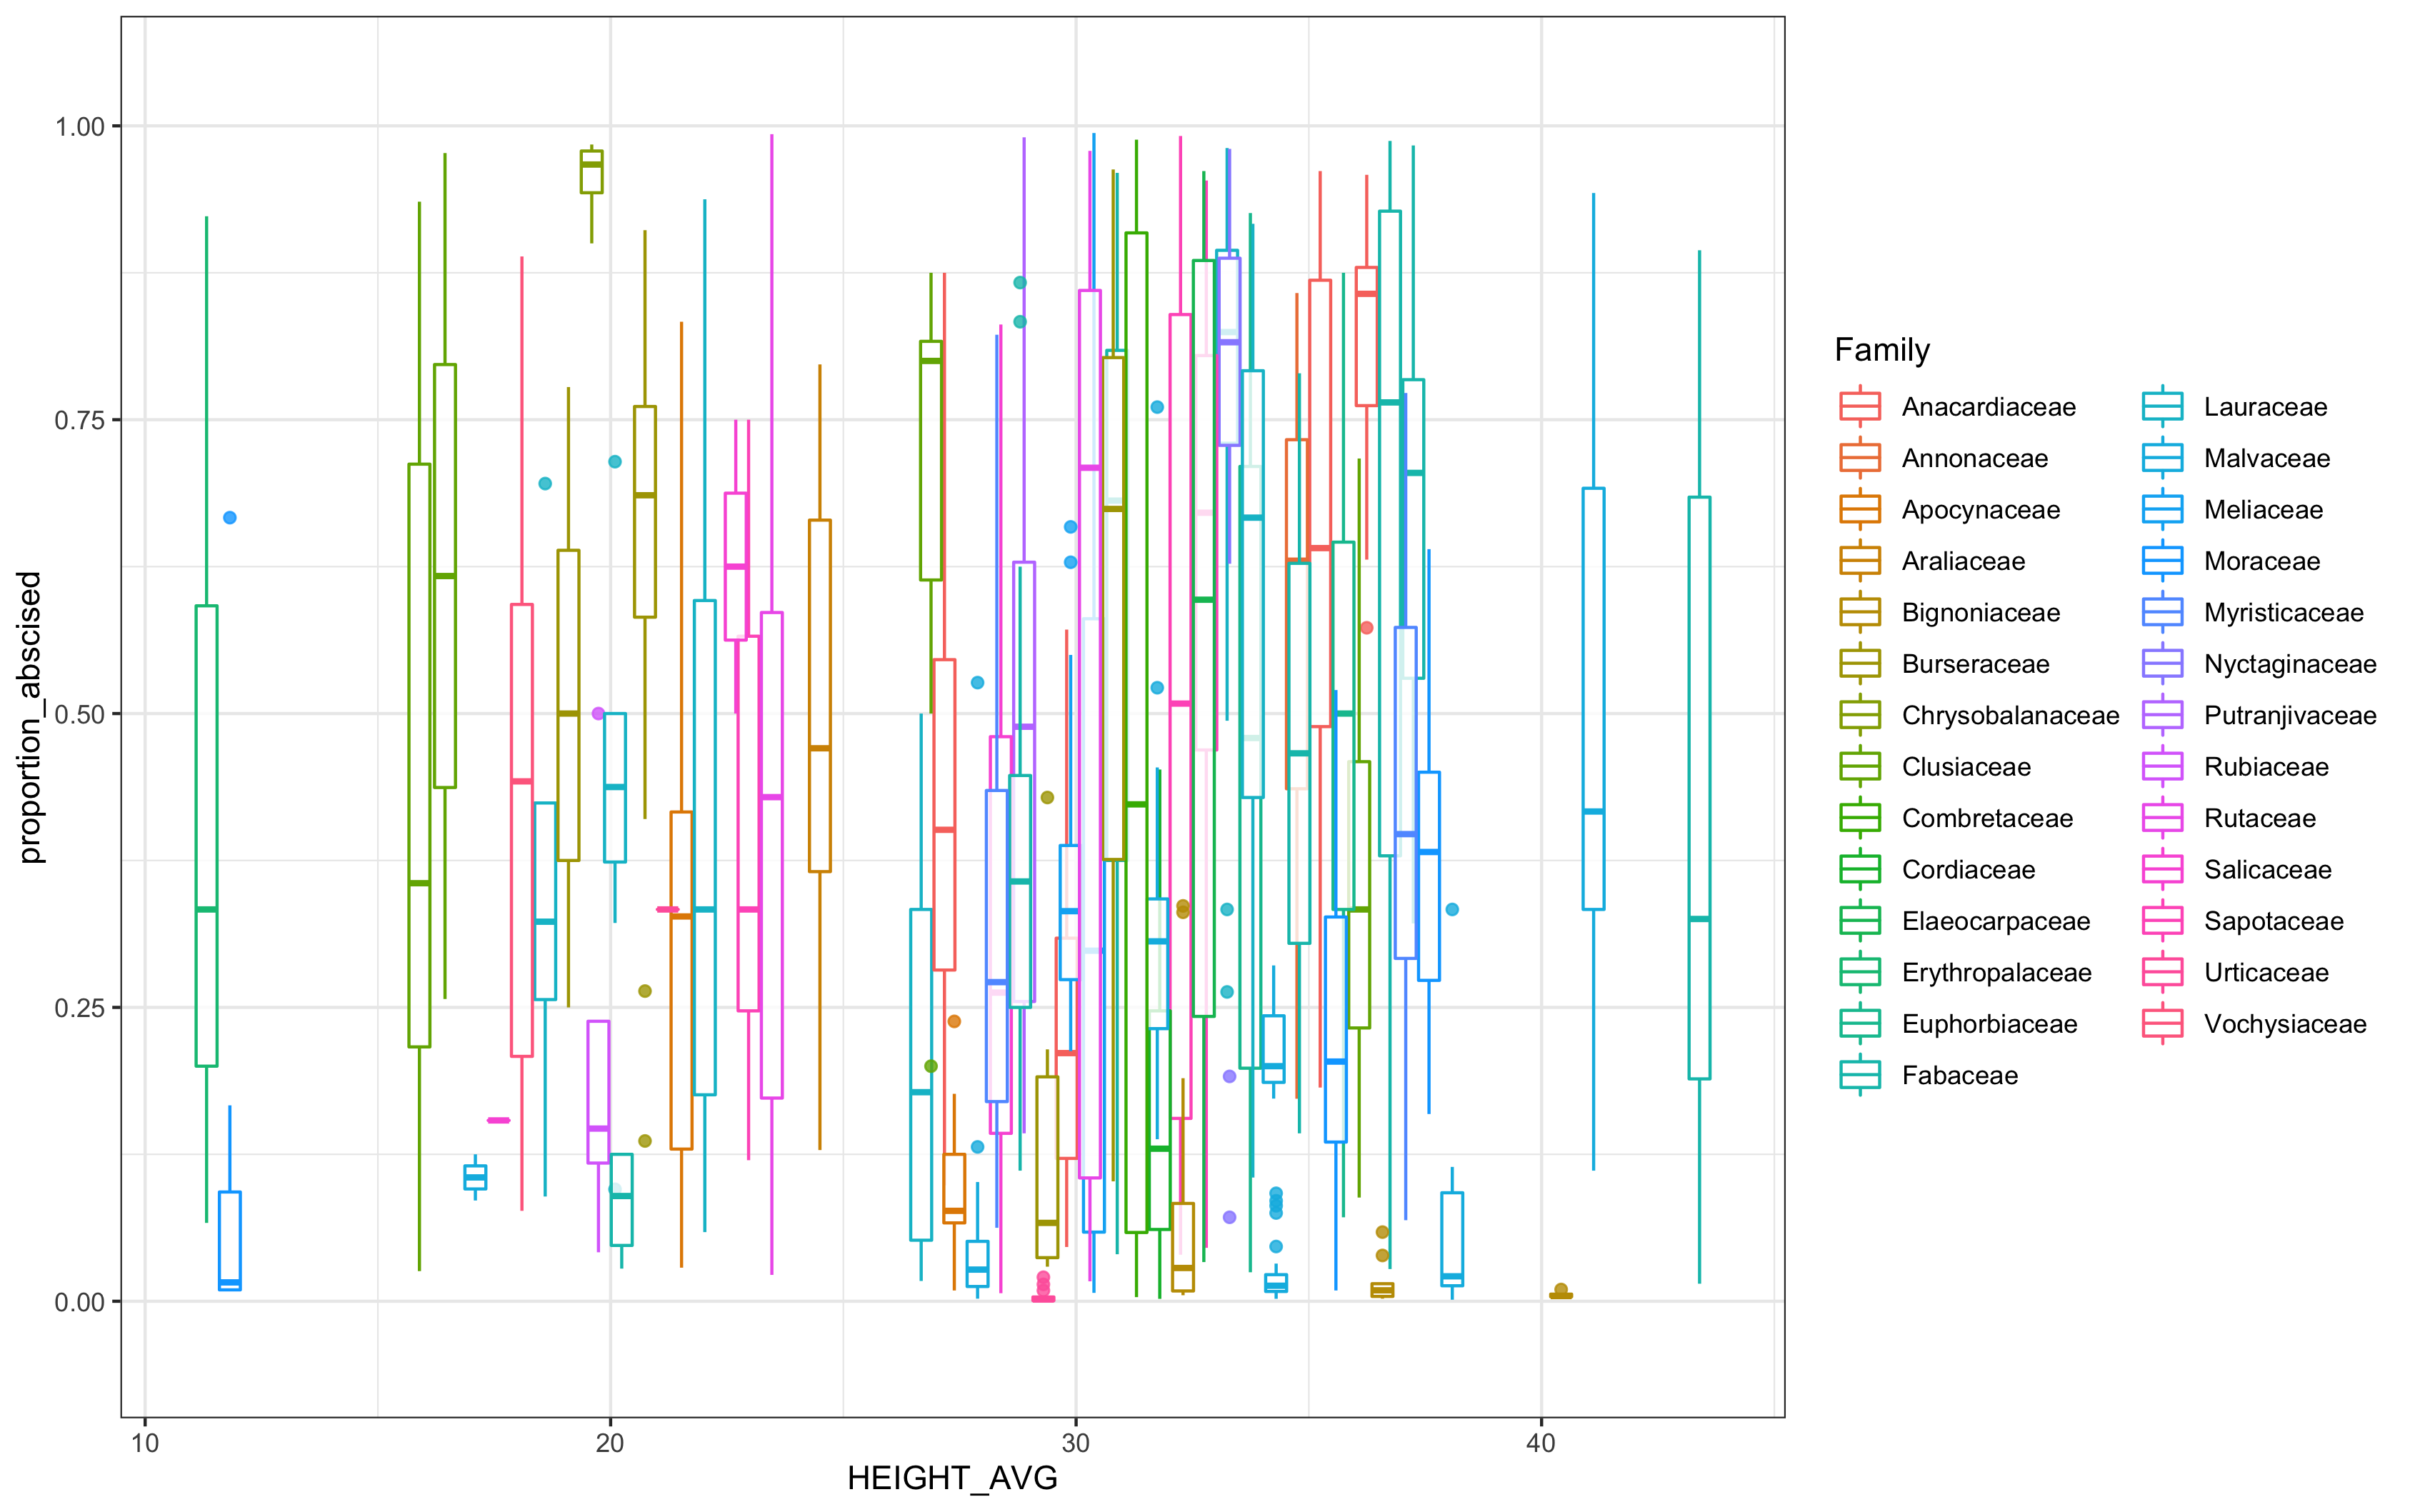 1.00
0.75
0.50
0.25
0.00
proportion_abscised
10
20
30
40
HEIGHT_AVG
Family
Anacardiaceae
Annonaceae
Apocynaceae
Araliaceae
Bignoniaceae
Burseraceae
Chrysobalanaceae
Clusiaceae
Combretaceae
Cordiaceae
Elaeocarpaceae
Erythropalaceae
Euphorbiaceae
Fabaceae
Lauraceae
Malvaceae
Meliaceae
Moraceae
Myristicaceae
Nyctaginaceae
Putranjivaceae
Rubiaceae
Rutaceae
Salicaceae
Sapotaceae
Urticaceae
Vochysiaceae